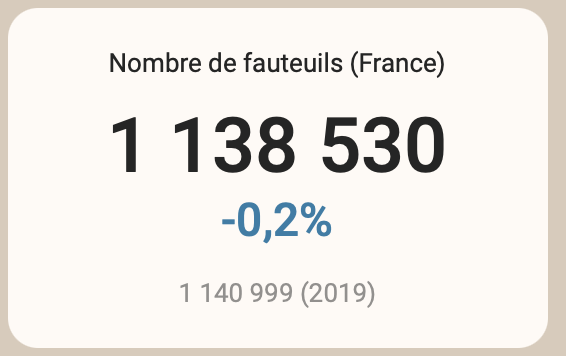 Nombre de fauteuils (France)
1 138 530
-0,2%
1 140 999 (2019)